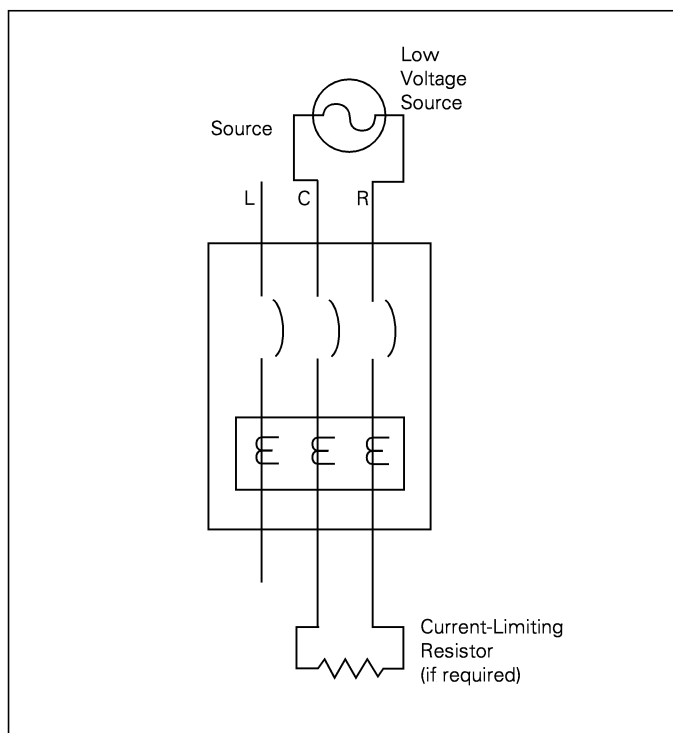 Low
Voltage
Source
Source
L C R
Current-Limiting
Resistor
(if required)